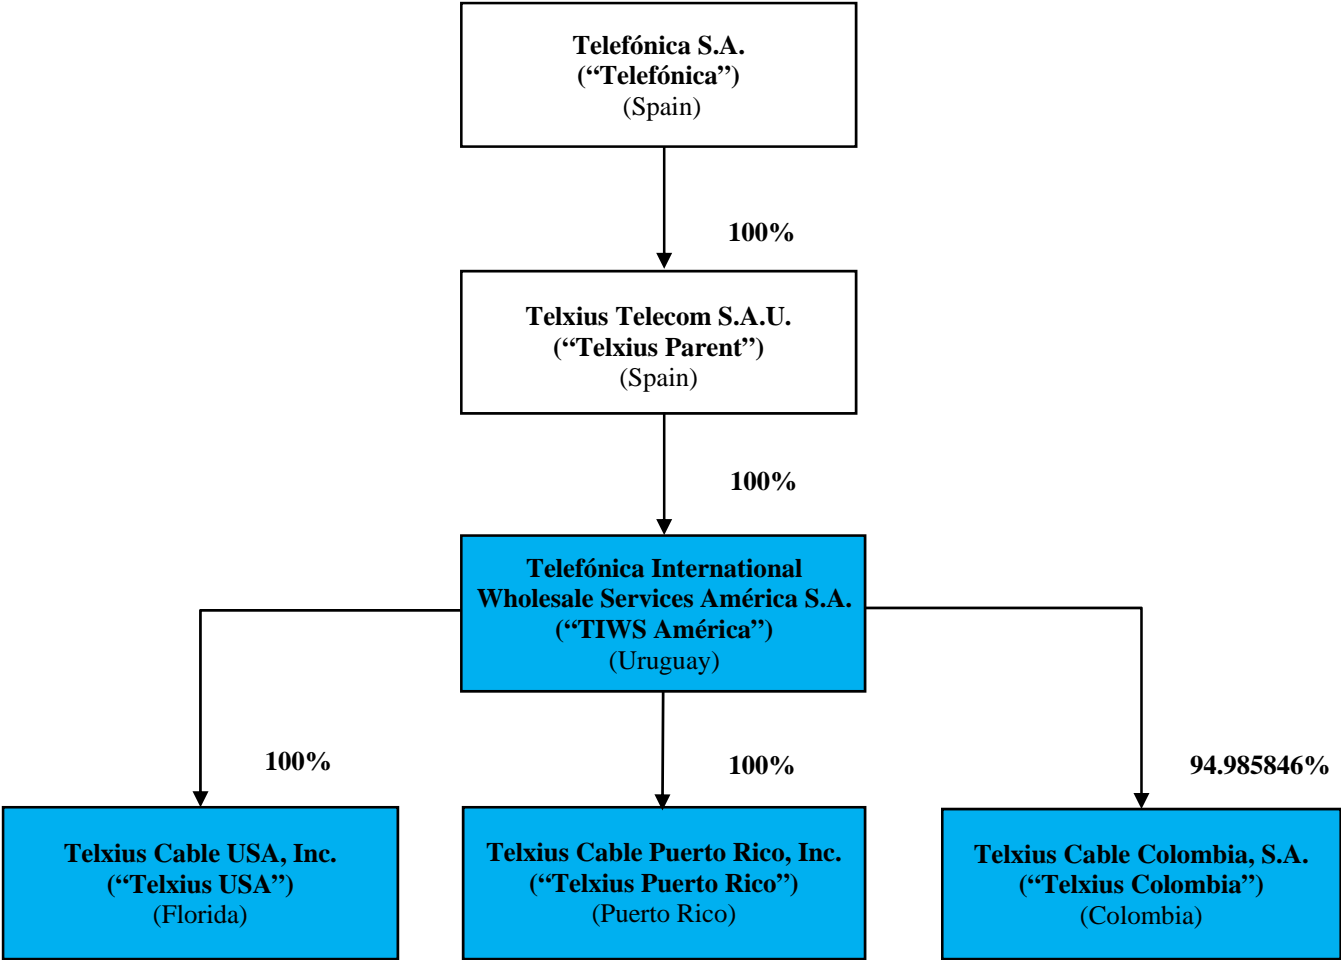 Telefónica S.A.
(“Telefónica”)
(Spain)
100%
Telxius Telecom S.A.U.
(“Telxius Parent”)
(Spain)
100%
Telefónica International
Wholesale Services América S.A.
(“TIWS América”)
(Uruguay)
100%
100%
94.985846%
Telxius Cable USA, Inc.
(“Telxius USA”)
(Florida)
Telxius Cable Puerto Rico, Inc.
(“Telxius Puerto Rico”)
(Puerto Rico)
Telxius Cable Colombia, S.A.
(“Telxius Colombia”)
(Colombia)